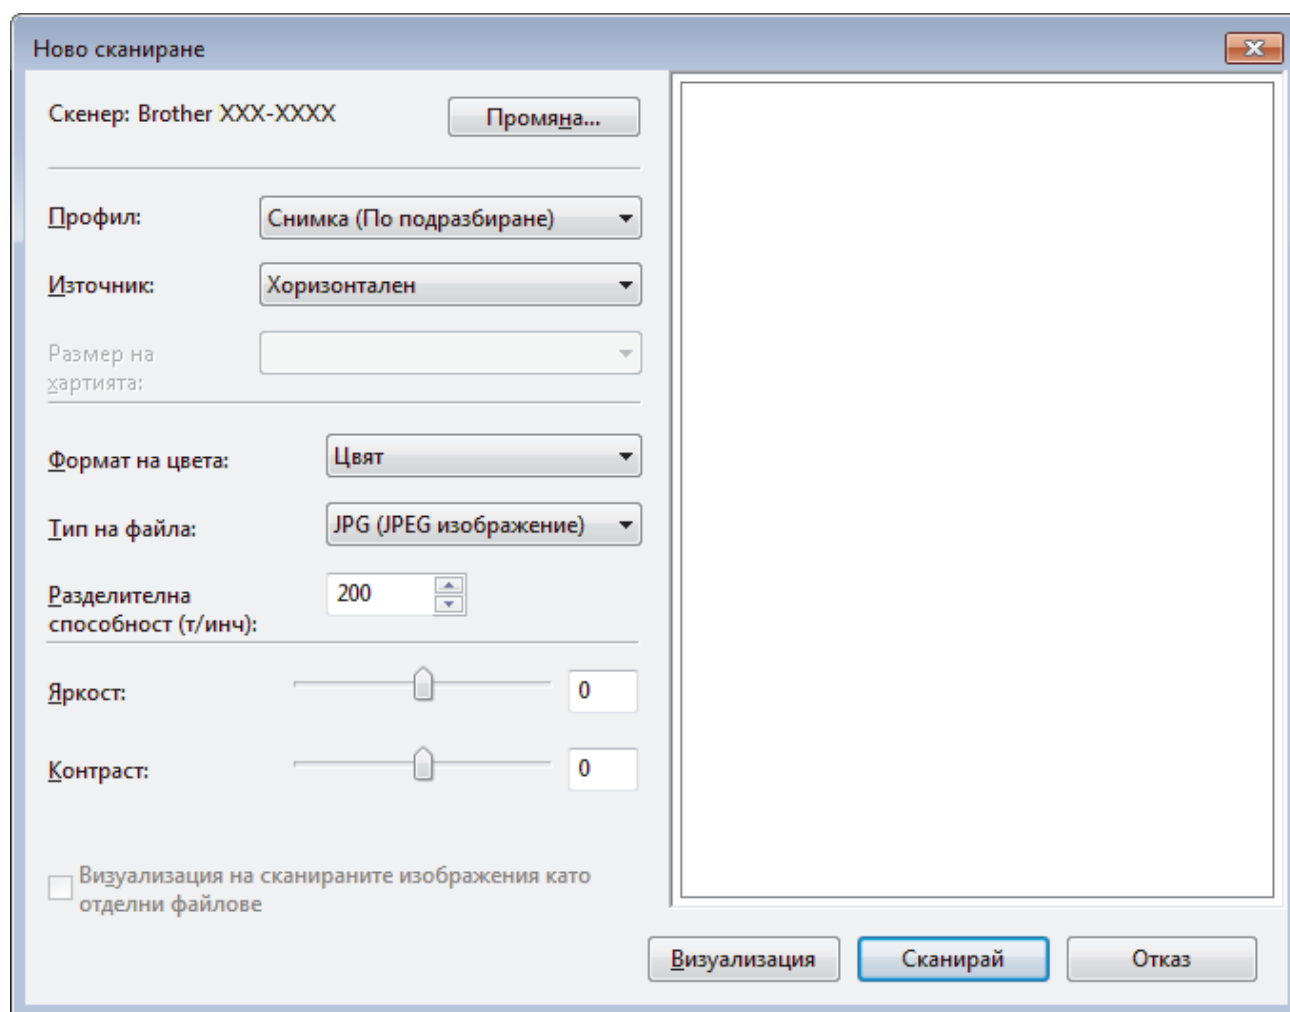 Ново сканиране
Скенер: Brother XXX-XXXX
Промяна...
Профил:
Снимка (По подразбиране)
Източник:
Хоризонтален
Размер на
хартията:
Формат на цвета:
Цвят
Тип на файла:
JPG (JPEG изображение)
Разделителна
способност (т/инч):
200
Яркост:
0
Контраст:
0
Визуализация на сканираните изображения като
отделни файлове
Визуализация
Сканирай
Отказ